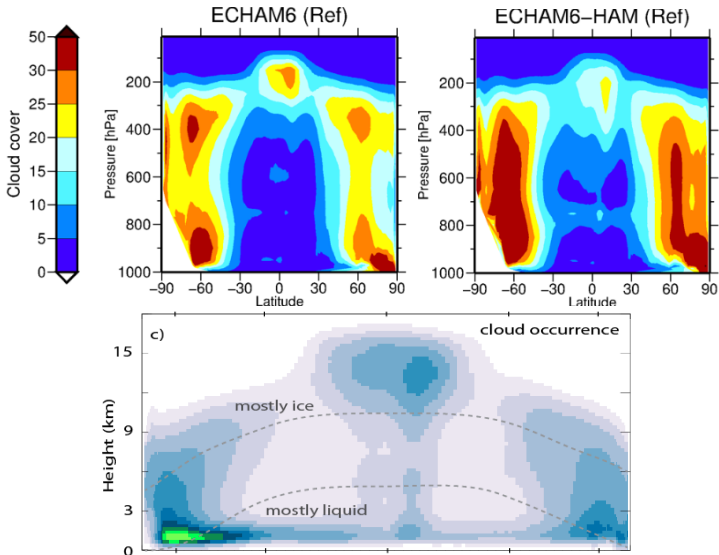 ECHAM6 (Ref)
ECHAM6-HAM (Ref)
Cloud cover
50
30
25
20
15
10
5
0
Pressure [hPa]
200
400
600
800
1000
-90 -60 -30 0 30 60 90
Latitude
Pressure [hPa]
200
400
600
800
1000
-90 -60 -30 0 30 60 90
Latitude
c)
cloud occurrence
Height (km)
15
9
3
0
mostly ice
mostly liquid